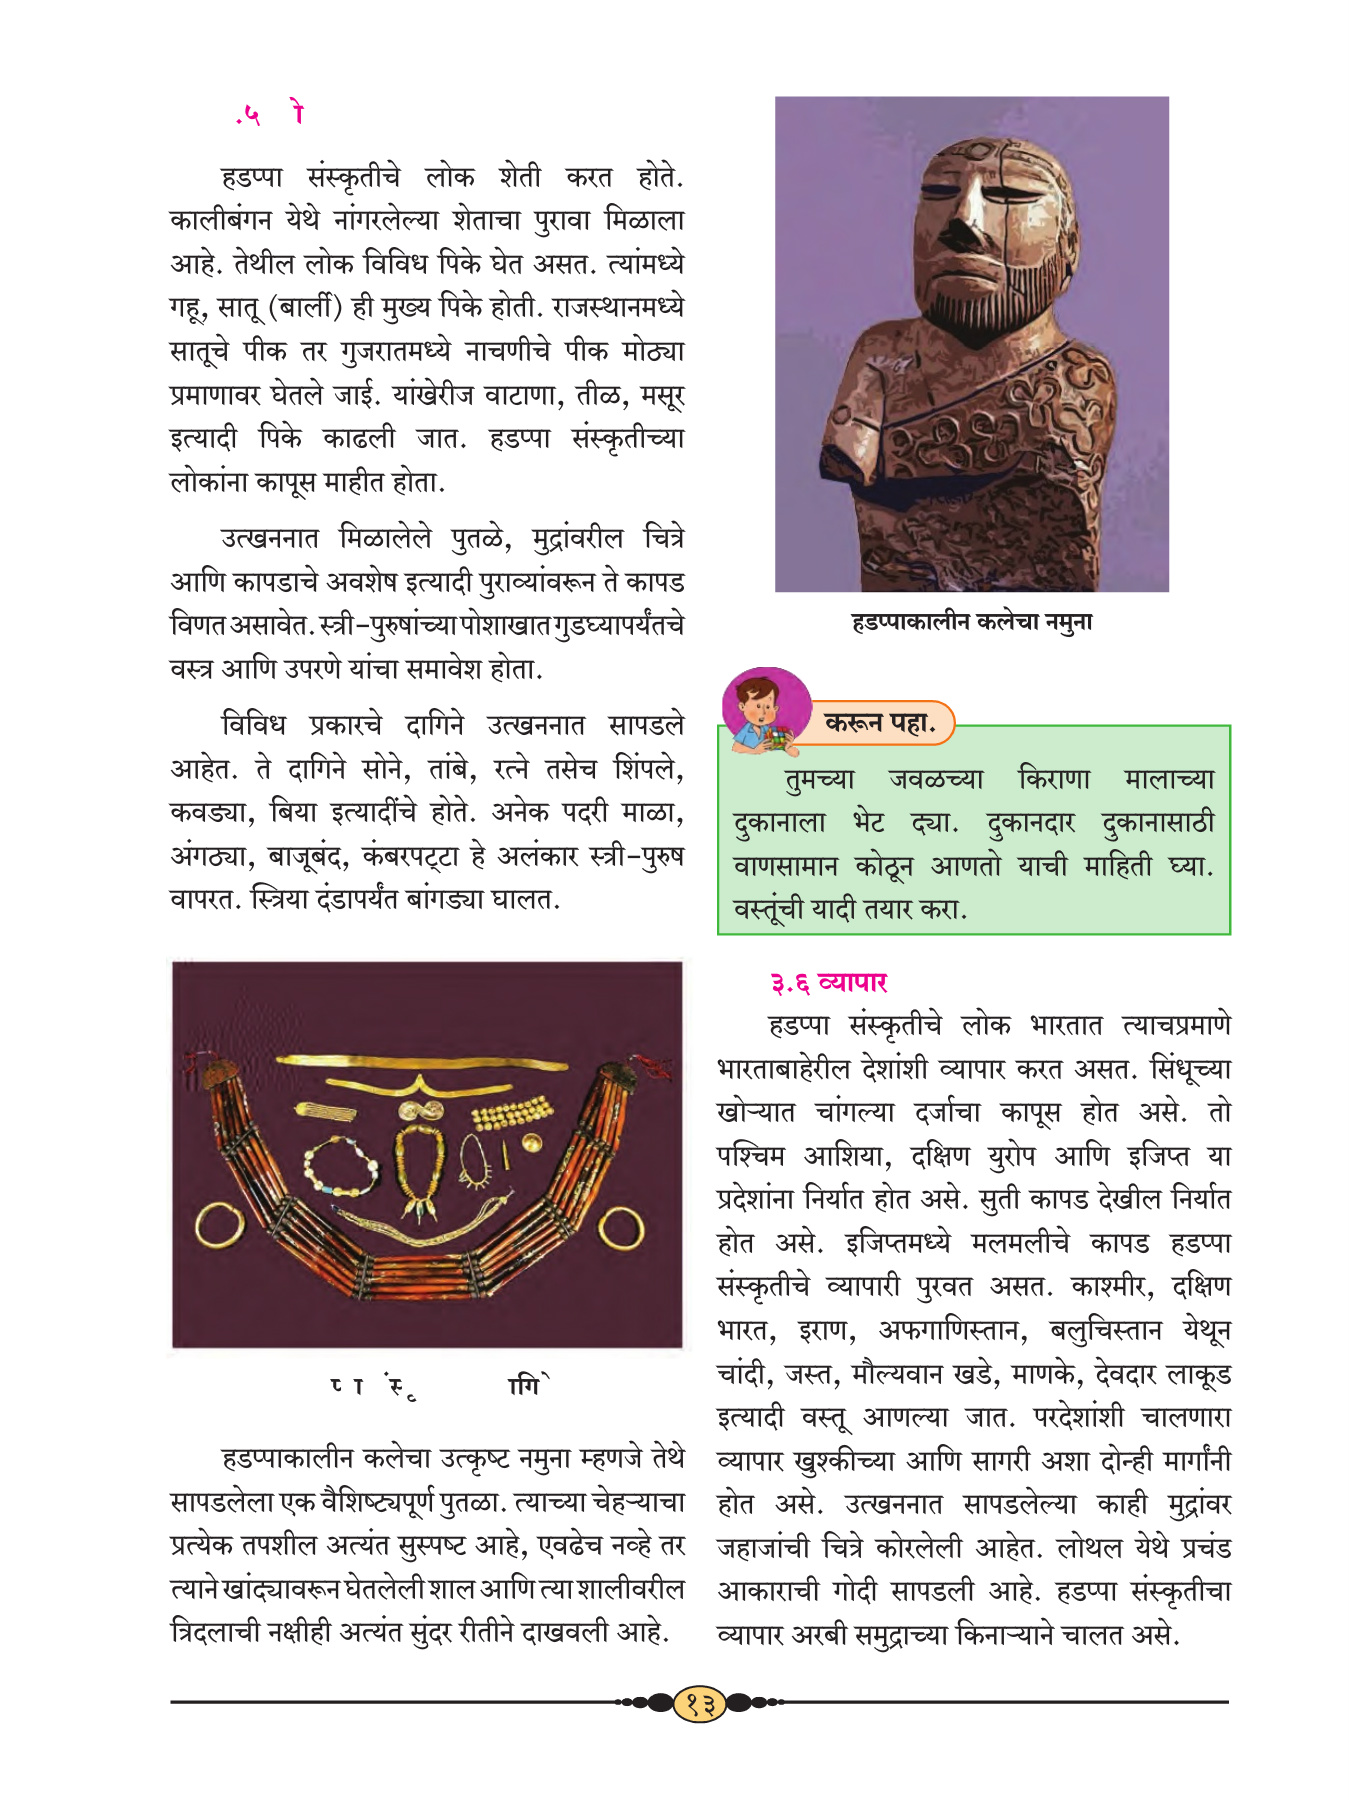 .५
हडप्पा संस्कृतीचे लोक शेती करत होते.
कालीबंगन येथे नांगरलेल्या शेताचा पुरावा मिळाला
आहे. तेथील लोक विविध पिके घेत असत. त्यांमध्ये
गहू, सातू (बार्ली) ही मुख्य पिके होती. राजस्थानमध्ये
सातूचे पीक तर गुजरातमध्ये नाचणीचे पीक मोठ्या
प्रमाणावर घेतले जाई. यांखेरीज वाटाणा, तीळ, मसूर
इत्यादी पिके काढली जात. हडप्पा संस्कृतीच्या
लोकांना कापूस माहीत होता.
उत्खननात मिळालेले पुतळे, मुद्रांवरील चित्रे
आणि कापडाचे अवशेष इत्यादी पुराव्यांवरून ते कापड
विणत असावेत. स्त्री-पुरुषांच्या पोशाखात गुडघ्यापर्यंतचे
वस्त्र आणि उपरणे यांचा समावेश होता.
विविध प्रकारचे दागिने उत्खननात सापडले
आहेत. ते दागिने सोने, तांबे, रत्ने तसेच शिंपले,
कवड्या, बिया इत्यादींचे होते. अनेक पदरी माळा,
अंगठ्या, बाजूबंद, कंबरपट्टा हे अलंकार स्त्री-पुरुष
वापरत. स्त्रिया दंडापर्यंत बांगड्या घालत.
हडप्पाकालीन कलेचा उत्कृष्ट नमुना म्हणजे तेथे
सापडलेला एक वैशिष्ट्यपूर्ण पुतळा. त्याच्या चेहऱ्याचा
प्रत्येक तपशील अत्यंत सुस्पष्ट आहे, एवढेच नव्हे तर
त्याने खांद्यावरून घेतलेली शाल आणि त्या शालीवरील
त्रिदलाची नक्षीही अत्यंत सुंदर रीतीने दाखवली आहे.
हडप्पाकालीन कलेचा नमुना
करून पहा.
तुमच्या जवळच्या किराणा मालाच्या
दुकानाला भेट द्या. दुकानदार दुकानासाठी
वाणसामान कोठून आणतो याची माहिती घ्या.
वस्तूंची यादी तयार करा.
३.६ व्यापार
हडप्पा संस्कृतीचे लोक भारतात त्याचप्रमाणे
भारताबाहेरील देशांशी व्यापार करत असत. सिंधूच्या
खोऱ्यात चांगल्या दर्जाचा कापूस होत असे. तो
पश्चिम आशिया, दक्षिण युरोप आणि इजिप्त या
प्रदेशांना निर्यात होत असे. सुती कापड देखील निर्यात
होत असे. इजिप्तमध्ये मलमलीचे कापड हडप्पा
संस्कृतीचे व्यापारी पुरवत असत. काश्मीर, दक्षिण
भारत, इराण, अफगाणिस्तान, बलुचिस्तान येथून
चांदी, जस्त, मौल्यवान खडे, माणके, देवदार लाकूड
इत्यादी वस्तू आणल्या जात. परदेशांशी चालणारा
व्यापार खुश्कीच्या आणि सागरी अशा दोन्ही मार्गांनी
होत असे. उत्खननात सापडलेल्या काही मुद्रांवर
जहाजांची चित्रे कोरलेली आहेत. लोथल येथे प्रचंड
आकाराची गोदी सापडली आहे. हडप्पा संस्कृतीचा
व्यापार अरबी समुद्राच्या किनाऱ्याने चालत असे.
१३